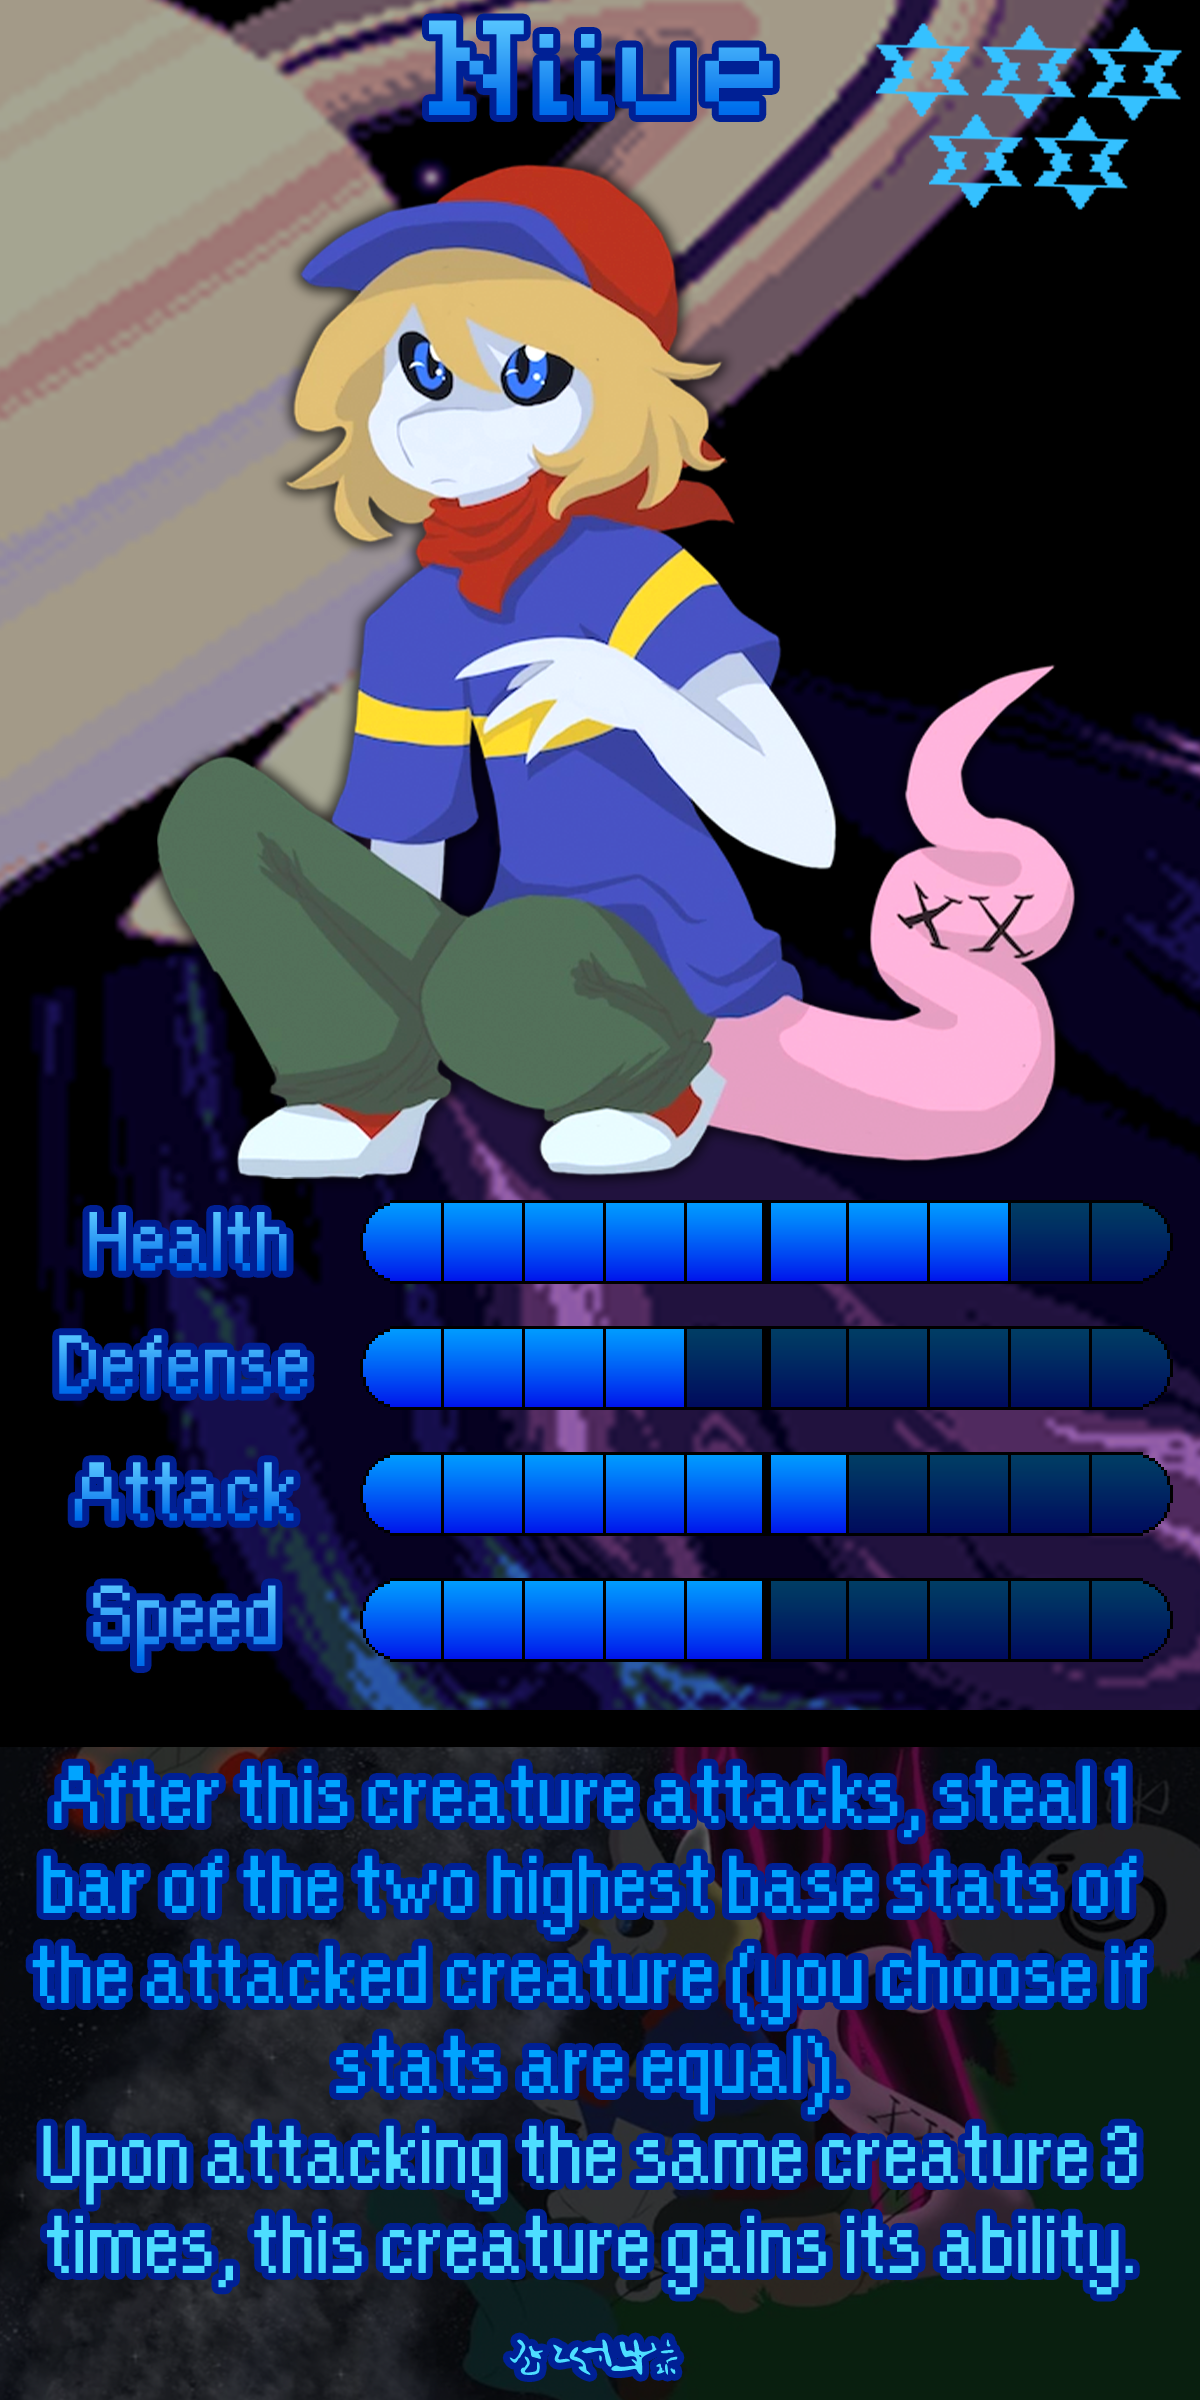 Niiue
Health
Defense
Attack
Speed
After this creature attacks, steal 1
bar of the two highest base stats of
the attacked creature (you choose if
stats are equal).
Upon attacking the same creature 3
times, this creature gains its ability.